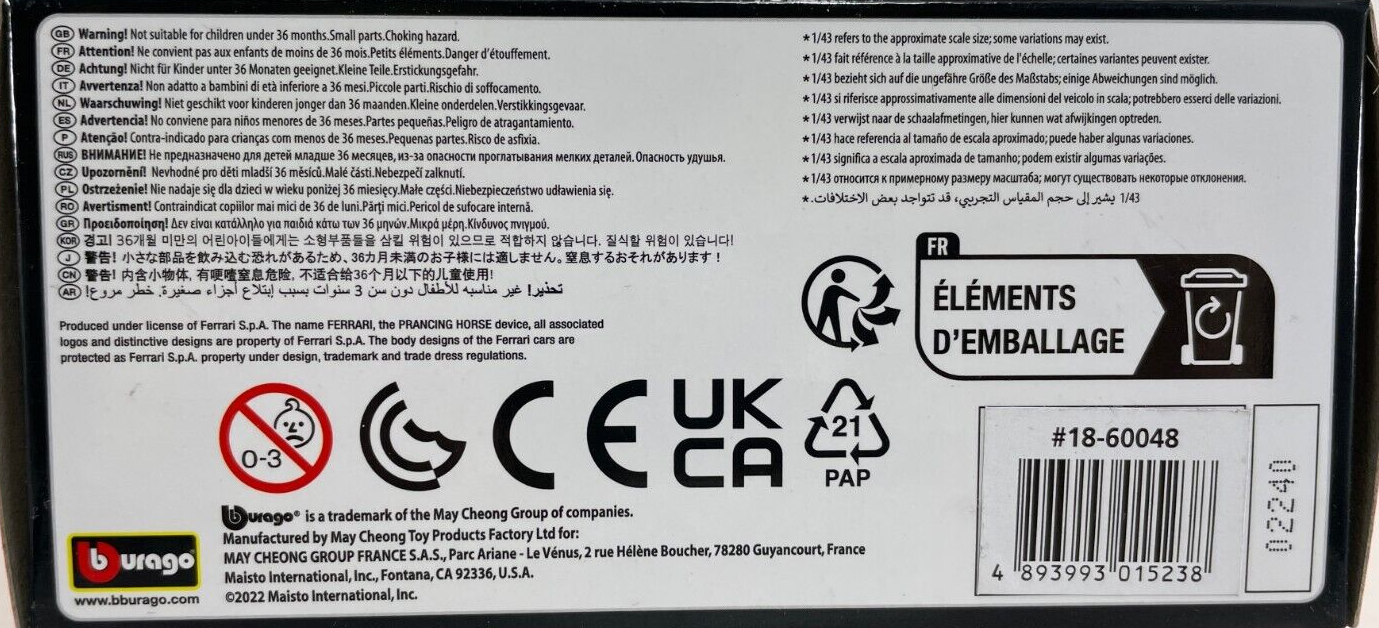 GB Warning! Not suitable for children under 36 months.Small parts.Choking hazard.
FR Attention! Ne convient pas aux enfants de moins de 36 mois.Petits éléments.Danger d'étouffement.
DE Achtung! Nicht für Kinder unter 36 Monaten geeignet.Kleine Teile.Erstickungsgefahr.
IT Avvertenza! Non adatto a bambini di età inferiore a 36 mesi.Piccole parti.Rischio di soffocamento.
NL Waarschuwing! Niet geschikt voor kinderen jonger dan 36 maanden.Kleine onderdelen.Verstikkingsgevaar.
ES Advertencia! No conviene para niños menores de 36 meses.Partes pequeñas.Peligro de atragantamiento.
P Atenção! Contra-indicado para crianças com menos de 36 meses.Pequenas partes.Risco de asfixia.
RUS ВНИМАНИЕ! Не предназначено для детей младше 36 месяцев, из-за опасности проглатывания мелких деталей. Опасность удушья.
CZ Upozornění! Nevhodné pro děti mladší 36 měsíců.Malé části.Nebezpečí zalknutí.
PL Ostrzeżenie! Nie nadaje się dla dzieci w wieku poniżej 36 miesięcy.Małe części.Niebezpieczeństwo udławienia się.
RO Avertisment! Contraindicat copiilor mai mici de 36 de luni.Părți mici.Pericol de sufocare internă.
GR Προειδοποίηση! Δεν είναι κατάλληλο για παιδιά κάτω των 36 μηνών.Μικρά μέρη.Κίνδυνος πνιγμού.
KOR 경고! 36개월 미만의 어린아이들에게는 소형부품들을 삼킬 위험이 있으므로 적합하지 않습니다. 질식할 위험이 있습니다!
J 警告! 小さな部品を飲み込む恐れがあるため、36カ月未満のお子様には適しません。窒息するおそれがあります!
CN 警告! 内含小物体, 有哽噎窒息危险, 不适合给36个月以下的儿童使用!
AR تحذير! غير مناسبه للأطفال دون سن 3 سنوات بسبب إبتلاع أجزاء صغيرة. خطر مروع!
*1/43 refers to the approximate scale size; some variations may exist.
*1/43 fait référence à la taille approximative de l'échelle; certaines variantes peuvent exister.
*1/43 bezieht sich auf die ungefähre Größe des Maßstabs; einige Abweichungen sind möglich.
*1/43 si riferisce approssimativamente alle dimensioni del veicolo in scala; potrebbero esserci delle variazioni.
*1/43 verwijst naar de schaalafmetingen, hier kunnen wat afwijkingen optreden.
*1/43 hace referencia al tamaño de escala aproximado; puede haber algunas variaciones.
*1/43 significa a escala aproximada de tamanho; podem existir algumas variações.
*1/43 относится к примерному размеру масштаба; могут существовать некоторые отклонения.
1/43 يشير إلى حجم المقياس التجريبي، قد تتواجد بعض الاختلافات.*
FR
ÉLÉMENTS
D'EMBALLAGE
Produced under license of Ferrari S.p.A. The name FERRARI, the PRANCING HORSE device, all associated
logos and distinctive designs are property of Ferrari S.p.A. The body designs of the Ferrari cars are
protected as Ferrari S.p.A. property under design, trademark and trade dress regulations.
0-3
CE
UK
CA
21
PAP
#18-60048
4 893993 015238
02240
bburago
www.bburago.com
bburago® is a trademark of the May Cheong Group of companies.
Manufactured by May Cheong Toy Products Factory Ltd for:
MAY CHEONG GROUP FRANCE S.A.S., Parc Ariane - Le Vénus, 2 rue Hélène Boucher, 78280 Guyancourt, France
Maisto International, Inc., Fontana, CA 92336, U.S.A.
©2022 Maisto International, Inc.